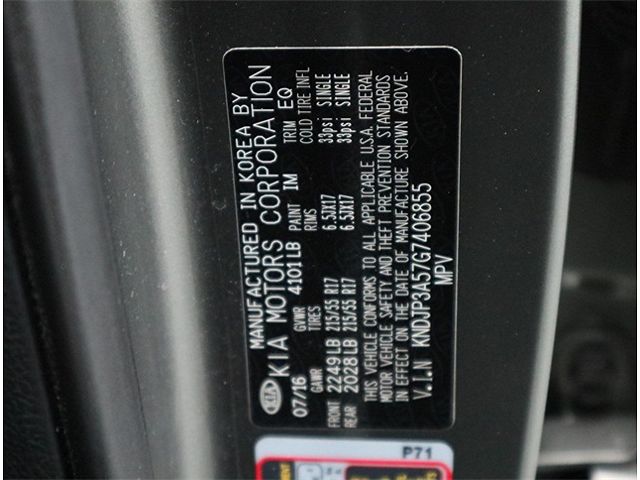 MANUFACTURED IN KOREA BY
KIA KIA MOTORS CORPORATION
07/16 GVWR 4101LB PAINT IM TRIM EQ
GAWR TIRES RIMS COLD TIRE INFL
FRONT 2249LB 215/55 R17 6.5JX17 33psi SINGLE
REAR 2028LB 215/55 R17 6.5JX17 33psi SINGLE
THIS VEHICLE CONFORMS TO ALL APPLICABLE U.S.A. FEDERAL
MOTOR VEHICLE SAFETY AND THEFT PREVENTION STANDARDS
IN EFFECT ON THE DATE OF MANUFACTURE SHOWN ABOVE.
V.I.N KNDJP3A57G7406855
MPV
P71